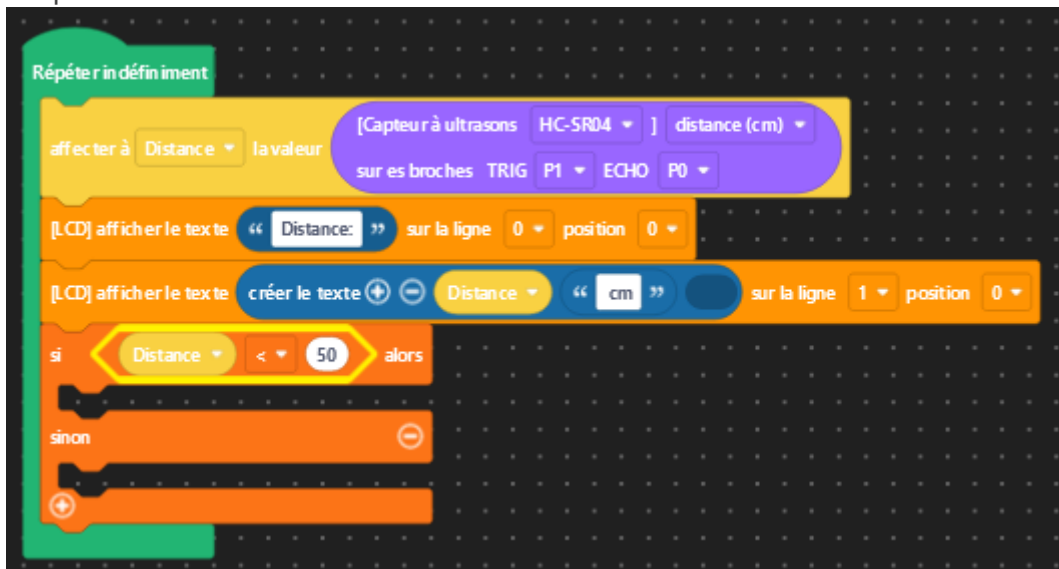 Répéter indéfiniment
[Capteur à ultrasons HC-SR04 ] distance (cm)
affecter à Distance la valeur
sur es broches TRIG P1 ECHO P0
[LCD] afficher le texte “ Distance: ” sur la ligne 0 position 0
[LCD] afficher le texte créer le texte Distance “ cm ” sur la ligne 1 position 0
si Distance < 50 alors
sinon